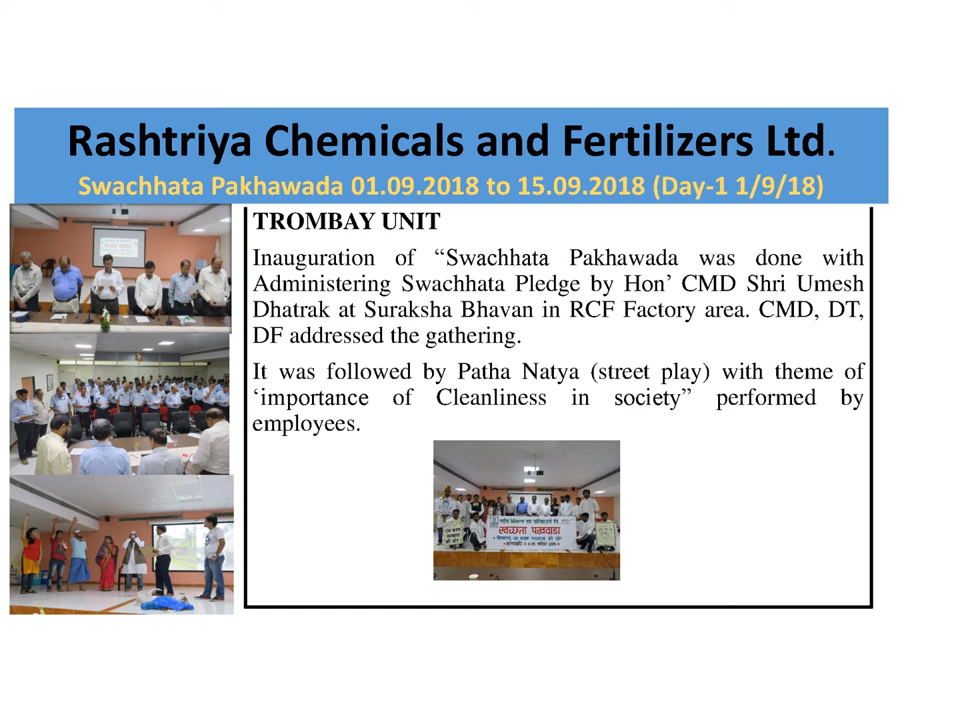 Rashtriya Chemicals and Fertilizers Ltd.
Swachhata Pakhawada 01.09.2018 to 15.09.2018 (Day-1 1/9/18)
TROMBAY UNIT
Inauguration of “Swachhata Pakhawada was done with
Administering Swachhata Pledge by Hon’ CMD Shri Umesh
Dhatrak at Suraksha Bhavan in RCF Factory area. CMD, DT,
DF addressed the gathering.
It was followed by Patha Natya (street play) with theme of
‘importance of Cleanliness in society” performed by
employees.
स्वच्छता पखवाडा